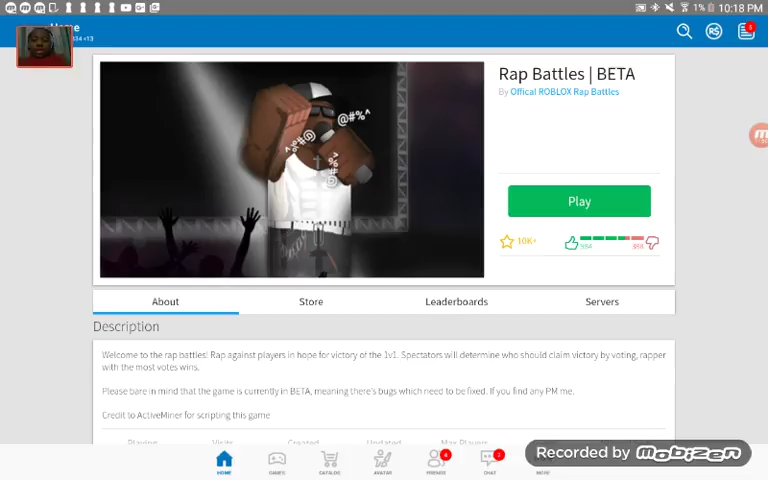 1% 10:18 PM
Home
<13
R$
6
Rap Battles | BETA
By Offical ROBLOX Rap Battles
@#%^
Play
10K+
About
Store
Leaderboards
Servers
Description
Welcome to the rap battles! Rap against players in hope for victory of the 1v1. Spectators will determine who should claim victory by voting, rapper
with the most votes wins.
Please bare in mind that the game is currently in BETA, meaning there's bugs which need to be fixed. If you find any PM me.
Credit to ActiveMiner for scripting this game
Playing
Visits
Created
Updated
Max Players
Recorded by MOBIZEN
HOME
GAMES
CATALOG
AVATAR
4
FRIENDS
7
CHAT
MORE